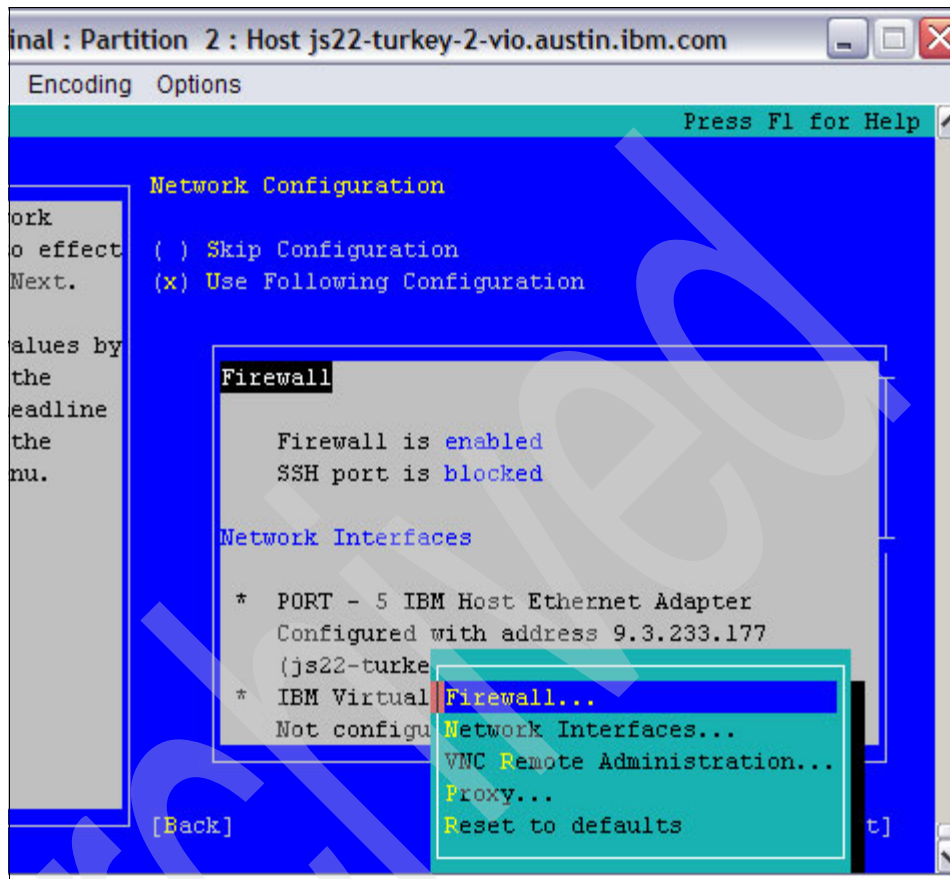 inal : Partition 2 : Host js22-turkey-2-vio.austin.ibm.com
Encoding Options
Press F1 for Help
Network Configuration
ork
o effect ( ) Skip Configuration
Next. (x) Use Following Configuration
alues by
the Firewall
eadline
the Firewall is enabled
nu. SSH port is blocked
Network Interfaces
* PORT - 5 IBM Host Ethernet Adapter
Configured with address 9.3.233.177
(js22-turke
* IBM Virtual Firewall...
Not configu Network Interfaces...
VNC Remote Administration...
Proxy...
[Back] Reset to defaults t]